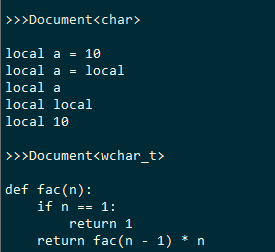 >>>Document<char>
local a = 10
local a = local
local a
local local
local 10
>>>Document<wchar_t>
def fac(n):
    if n == 1:
        return 1
    return fac(n - 1) * n